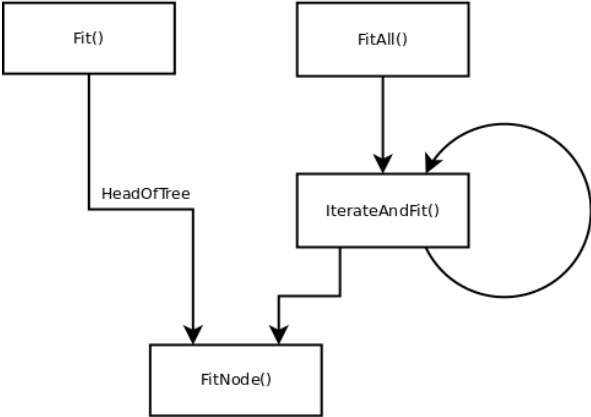 Fit()
FitAll()
HeadOfTree
IterateAndFit()
FitNode()